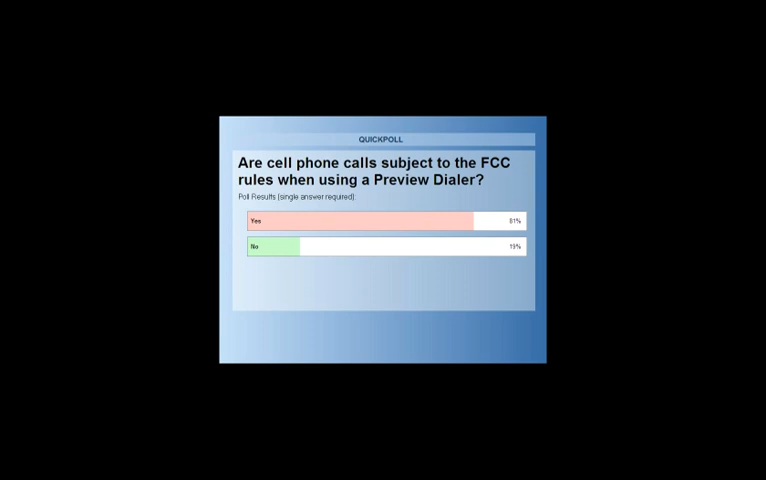 QUICKPOLL
Are cell phone calls subject to the FCC
rules when using a Preview Dialer?
Poll Results (single answer required):
Yes 81%
No 19%